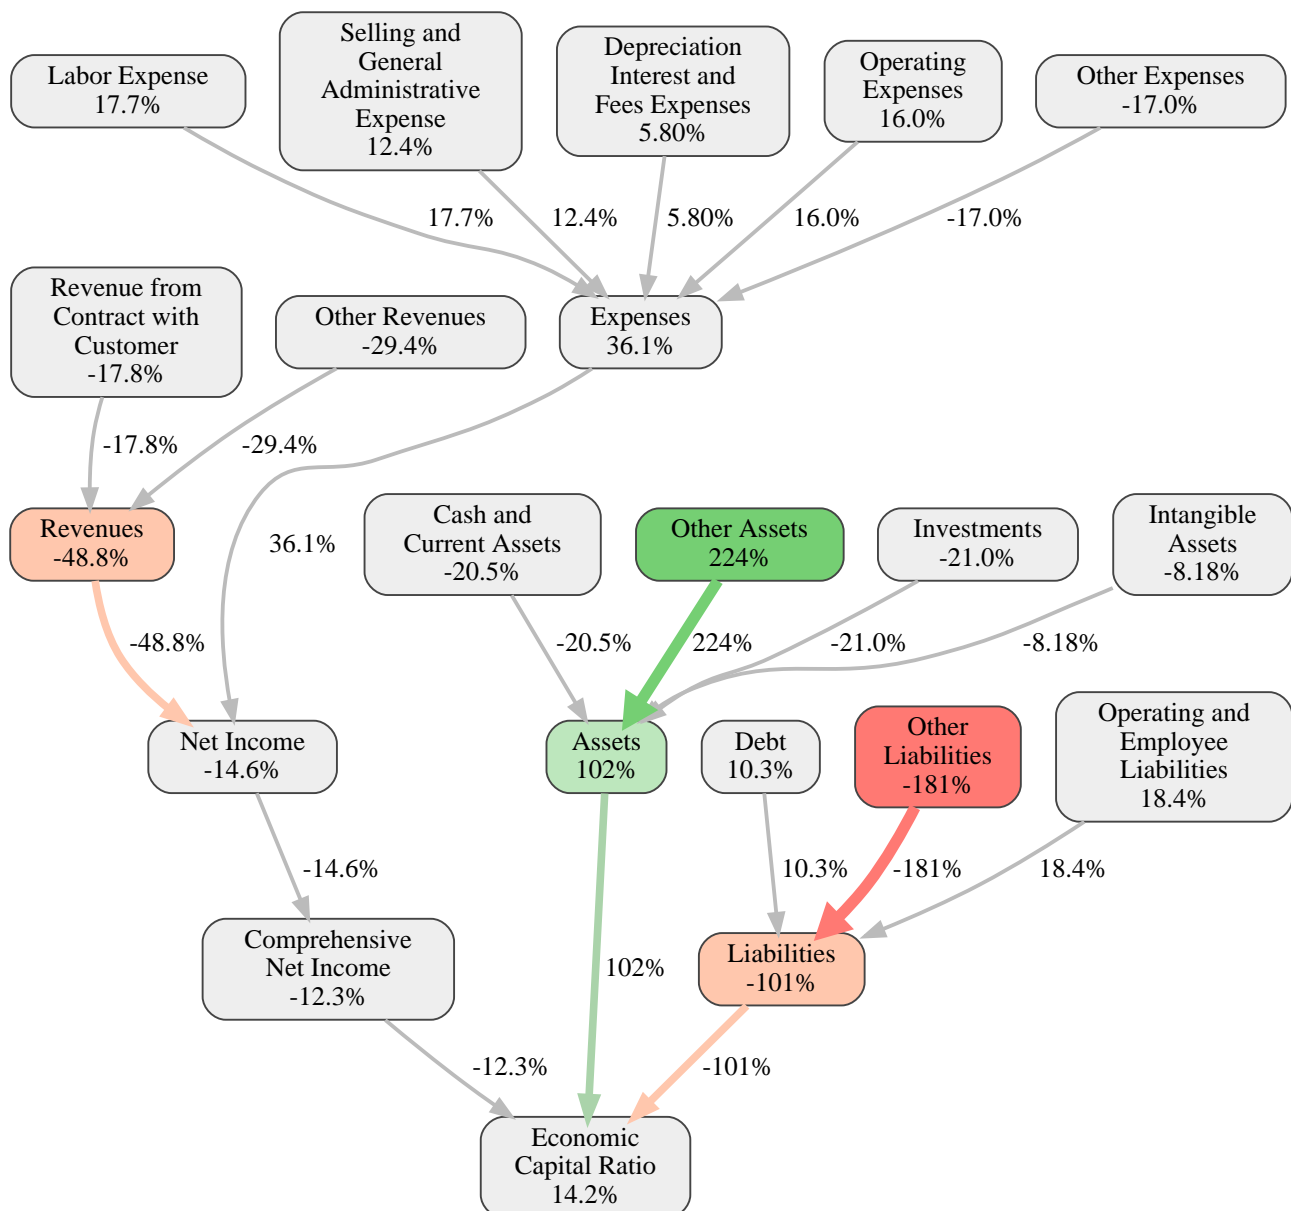 Labor Expense
17.7%
Selling and
General
Administrative
Expense
12.4%
Depreciation
Interest and
Fees Expenses
5.80%
Operating
Expenses
16.0%
Other Expenses
-17.0%
17.7%
12.4%
5.80%
16.0%
-17.0%
Revenue from
Contract with
Customer
-17.8%
Other Revenues
-29.4%
Expenses
36.1%
-17.8%
-29.4%
Revenues
-48.8%
36.1%
Cash and
Current Assets
-20.5%
Other Assets
224%
Investments
-21.0%
Intangible
Assets
-8.18%
-48.8%
-20.5%
224%
-21.0%
-8.18%
Net Income
-14.6%
Assets
102%
Debt
10.3%
Other
Liabilities
-181%
Operating and
Employee
Liabilities
18.4%
-14.6%
10.3%
-181%
18.4%
Comprehensive
Net Income
-12.3%
102%
Liabilities
-101%
-12.3%
-101%
Economic
Capital Ratio
14.2%